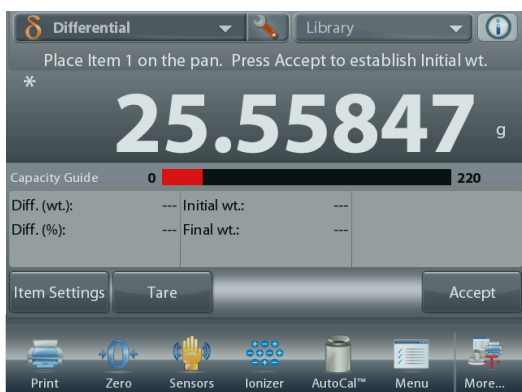 δ Differential Library
Place Item 1 on the pan. Press Accept to establish Initial wt.
*
25.55847 g
Capacity Guide 0 220
Diff. (wt.): --- Initial wt.: ---
Diff. (%): --- Final wt.: ---
Item Settings Tare Accept
Print Zero Sensors Ionizer AutoCal™ Menu More...